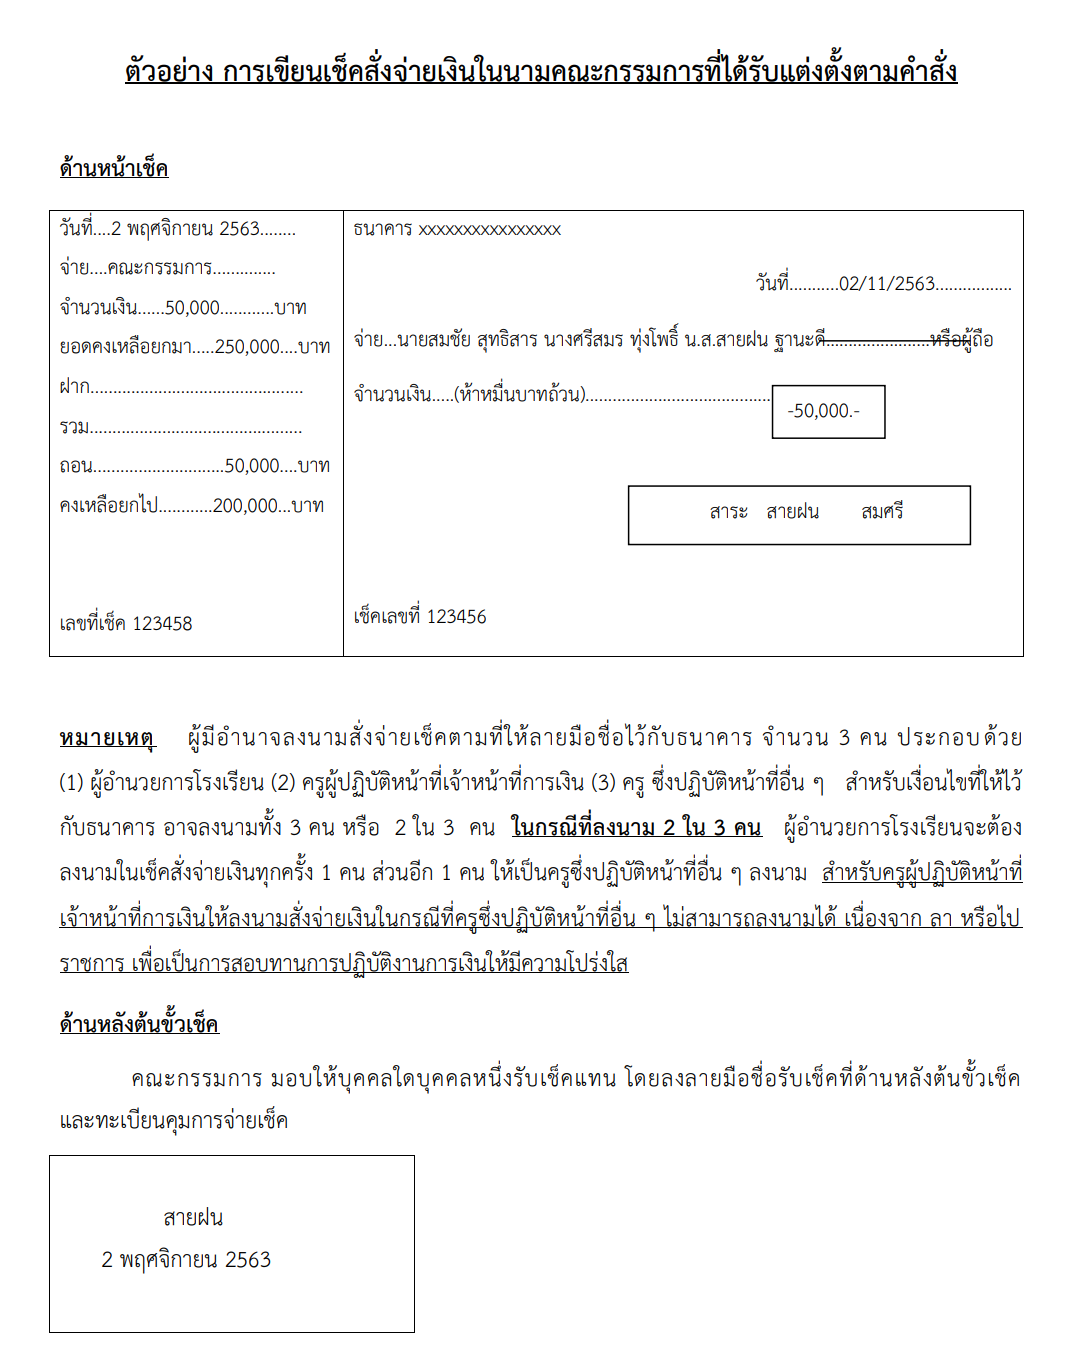 ตัวอย่าง การเขียนเช็คสั่งจ่ายเงินในนามคณะกรรมการที่ได้รับแต่งตั้งตามคำสั่ง
ด้านหน้าเช็ค
วันที่....2 พฤศจิกายน 2563........
จ่าย....คณะกรรมการ..............
จำนวนเงิน......50,000............บาท
ยอดคงเหลือยกมา.....250,000....บาท
ฝาก...............................................
รวม...............................................
ถอน.............................50,000....บาท
คงเหลือยกไป............200,000...บาท
เลขที่เช็ค 123458
ธนาคาร xxxxxxxxxxxxxxxx
วันที่...........02/11/2563.................
จ่าย...นายสมชัย สุทธิสาร นางศรีสมร ทุ่งโพธิ์ น.ส.สายฝน ฐานะดี.......................หรือผู้ถือ
จำนวนเงิน.....(ห้าหมื่นบาทถ้วน).........................................
-50,000.-
สาระ สายฝน สมศรี
เช็คเลขที่ 123456
หมายเหตุ ผู้มีอำนาจลงนามสั่งจ่ายเช็คตามที่ให้ลายมือชื่อไว้กับธนาคาร จำนวน 3 คน ประกอบด้วย
(1) ผู้อำนวยการโรงเรียน (2) ครูผู้ปฏิบัติหน้าที่เจ้าหน้าที่การเงิน (3) ครู ซึ่งปฏิบัติหน้าที่อื่น ๆ สำหรับเงื่อนไขที่ให้ไว้
กับธนาคาร อาจลงนามทั้ง 3 คน หรือ 2 ใน 3 คน ในกรณีที่ลงนาม 2 ใน 3 คน ผู้อำนวยการโรงเรียนจะต้อง
ลงนามในเช็คสั่งจ่ายเงินทุกครั้ง 1 คน ส่วนอีก 1 คน ให้เป็นครูซึ่งปฏิบัติหน้าที่อื่น ๆ ลงนาม สำหรับครูผู้ปฏิบัติหน้าที่
เจ้าหน้าที่การเงินให้ลงนามสั่งจ่ายเงินในกรณีที่ครูซึ่งปฏิบัติหน้าที่อื่น ๆ ไม่สามารถลงนามได้ เนื่องจาก ลา หรือไป
ราชการ เพื่อเป็นการสอบทานการปฏิบัติงานการเงินให้มีความโปร่งใส
ด้านหลังต้นขั้วเช็ค
คณะกรรมการ มอบให้บุคคลใดบุคคลหนึ่งรับเช็คแทน โดยลงลายมือชื่อรับเช็คที่ด้านหลังต้นขั้วเช็ค
และทะเบียนคุมการจ่ายเช็ค
สายฝน
2 พฤศจิกายน 2563